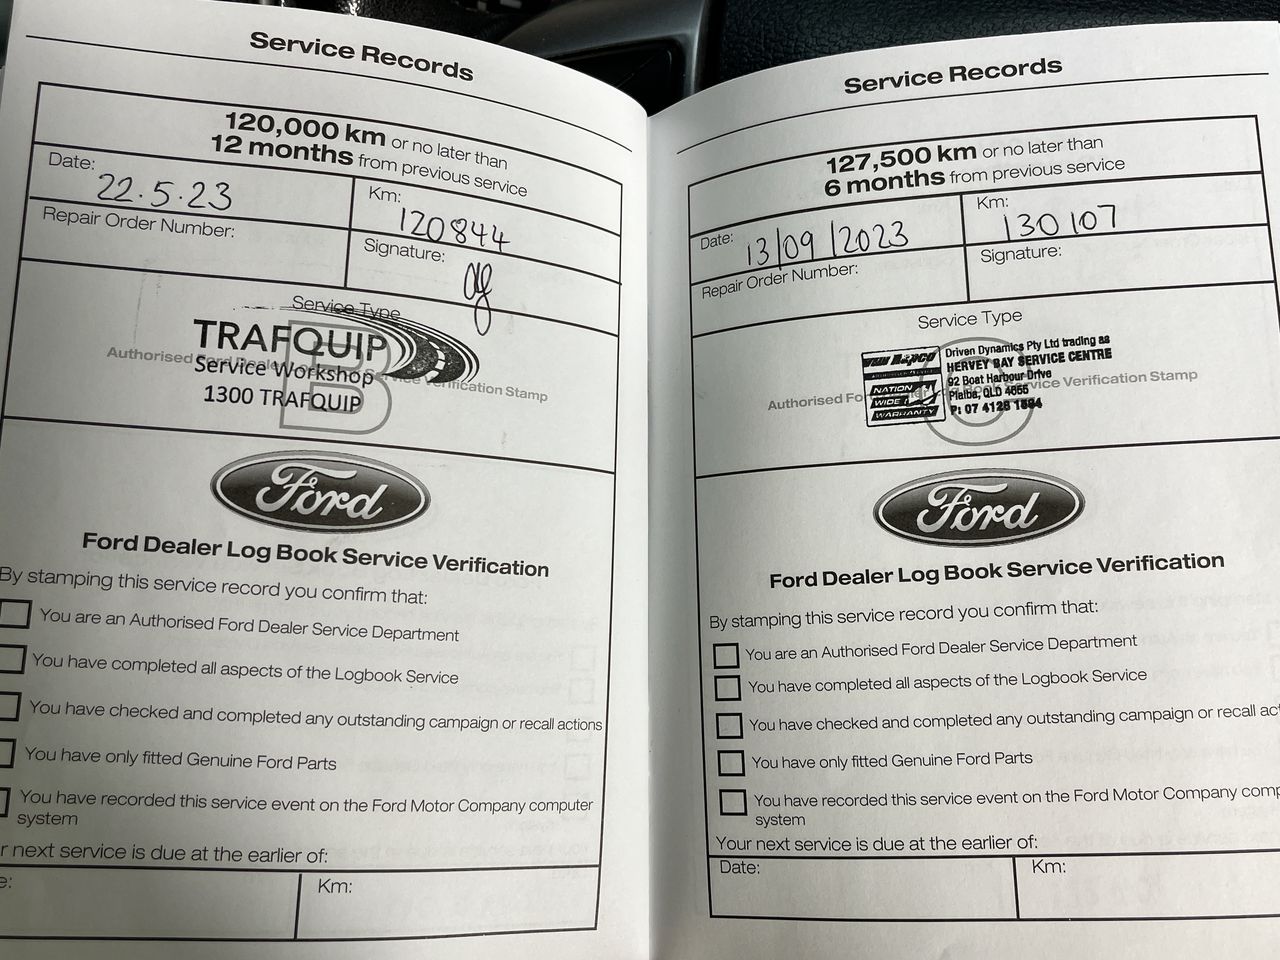 Service Records
120,000 km or no later than
12 months from previous service
Date: 22.5.23
Km: 120844
Repair Order Number:
Signature:
Service Type
B
TRAFQUIP
Authorised Ford Dealer Service Verification Stamp
Service Workshop
1300 TRAFQUIP
Ford
Ford Dealer Log Book Service Verification
By stamping this service record you confirm that:
You are an Authorised Ford Dealer Service Department
You have completed all aspects of the Logbook Service
You have checked and completed any outstanding campaign or recall actions
You have only fitted Genuine Ford Parts
You have recorded this service event on the Ford Motor Company computer
system
r next service is due at the earlier of:
e:
Km:
Service Records
127,500 km or no later than
6 months from previous service
Date: 13/09/2023
Km: 130107
Repair Order Number:
Signature:
Service Type
Driven Dynamics Pty Ltd trading as
HERVEY BAY SERVICE CENTRE
92 Boat Harbour Drive
Pialba, QLD 4655
P: 07 4128
NATION
WIDE
WARRANTY
Authorised Service Verification Stamp
Ford
Ford Dealer Log Book Service Verification
By stamping this service record you confirm that:
You are an Authorised Ford Dealer Service Department
You have completed all aspects of the Logbook Service
You have checked and completed any outstanding campaign or recall act
You have only fitted Genuine Ford Parts
You have recorded this service event on the Ford Motor Company comp
system
Your next service is due at the earlier of:
Date:
Km: